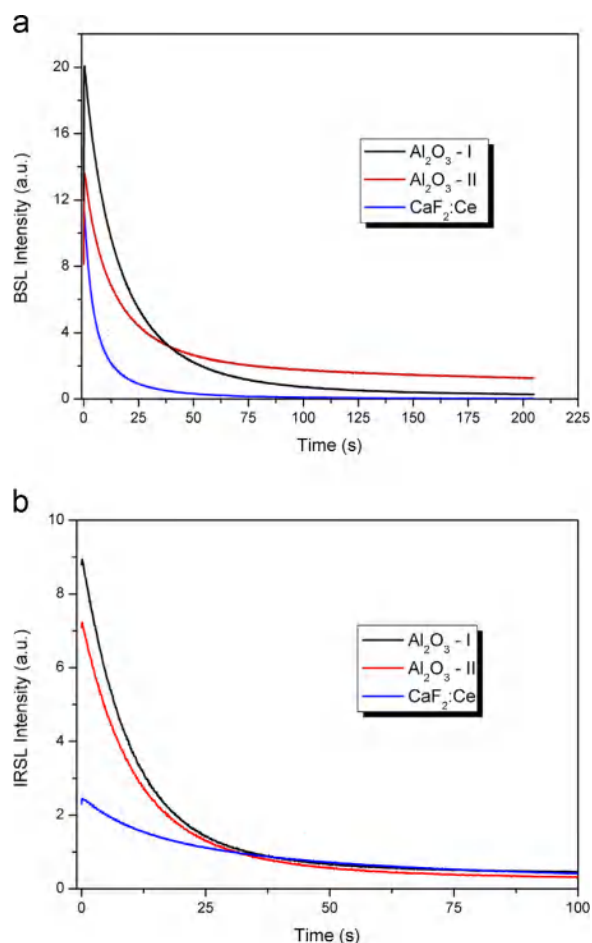 a
20
16
12
8
4
0
BSL Intensity (a.u.)
Al₂O₃ - I
Al₂O₃ - II
CaF₂:Ce
0 25 50 75 100 125 150 175 200 225
Time (s)
b
10
8
6
4
2
0
IRSL Intensity (a.u.)
Al₂O₃ - I
Al₂O₃ - II
CaF₂:Ce
0 25 50 75 100
Time (s)